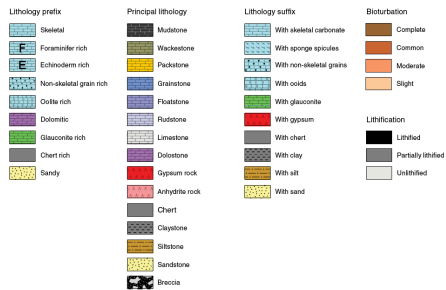 Lithology prefix
Skeletal
F
Foraminifer rich
E
Echinoderm rich
Non-skeletal grain rich
Oolite rich
Dolomitic
Glauconite rich
Chert rich
Sandy
Principal lithology
Mudstone
Wackestone
Packstone
Grainstone
Floatstone
Rudstone
Limestone
Dolostone
Gypsum rock
Anhydrite rock
Chert
Claystone
Siltstone
Sandstone
Breccia
Lithology suffix
With skeletal carbonate
With sponge spicules
With non-skeletal grains
With ooids
With glauconite
With gypsum
With chert
With clay
With silt
With sand
Bioturbation
Complete
Common
Moderate
Slight
Lithification
Lithified
Partially lithified
Unlithified